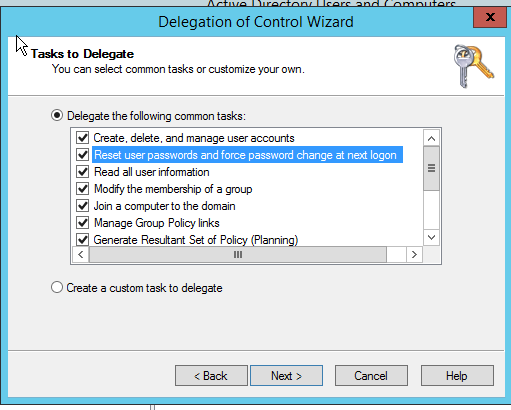 Active Directory Users and Computers
Delegation of Control Wizard
x
Tasks to Delegate
You can select common tasks or customize your own.
Delegate the following common tasks:
Create, delete, and manage user accounts
Reset user passwords and force password change at next logon
Read all user information
Modify the membership of a group
Join a computer to the domain
Manage Group Policy links
Generate Resultant Set of Policy (Planning)
Create a custom task to delegate
< Back Next > Cancel Help